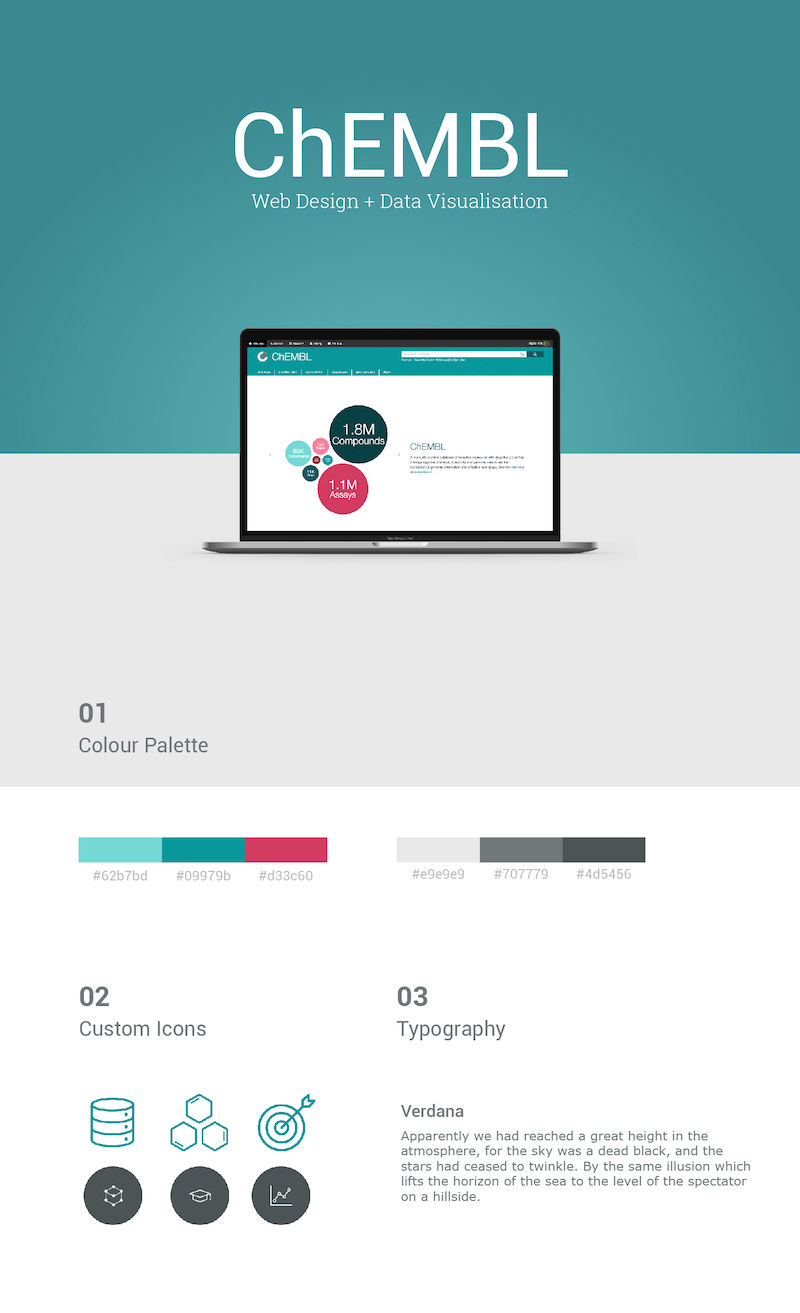 ChEMBL
Web Design + Data Visualisation
ChEMBL
1.8M
Compounds
1.1M
Assays
ChEMBL
01
Colour Palette
#62b7bd #09979b #d33c60
#e9e9e9 #707779 #4d5456
02
Custom Icons
03
Typography
Verdana
Apparently we had reached a great height in the
atmosphere, for the sky was a dead black, and the
stars had ceased to twinkle. By the same illusion which
lifts the horizon of the sea to the level of the spectator
on a hillside.